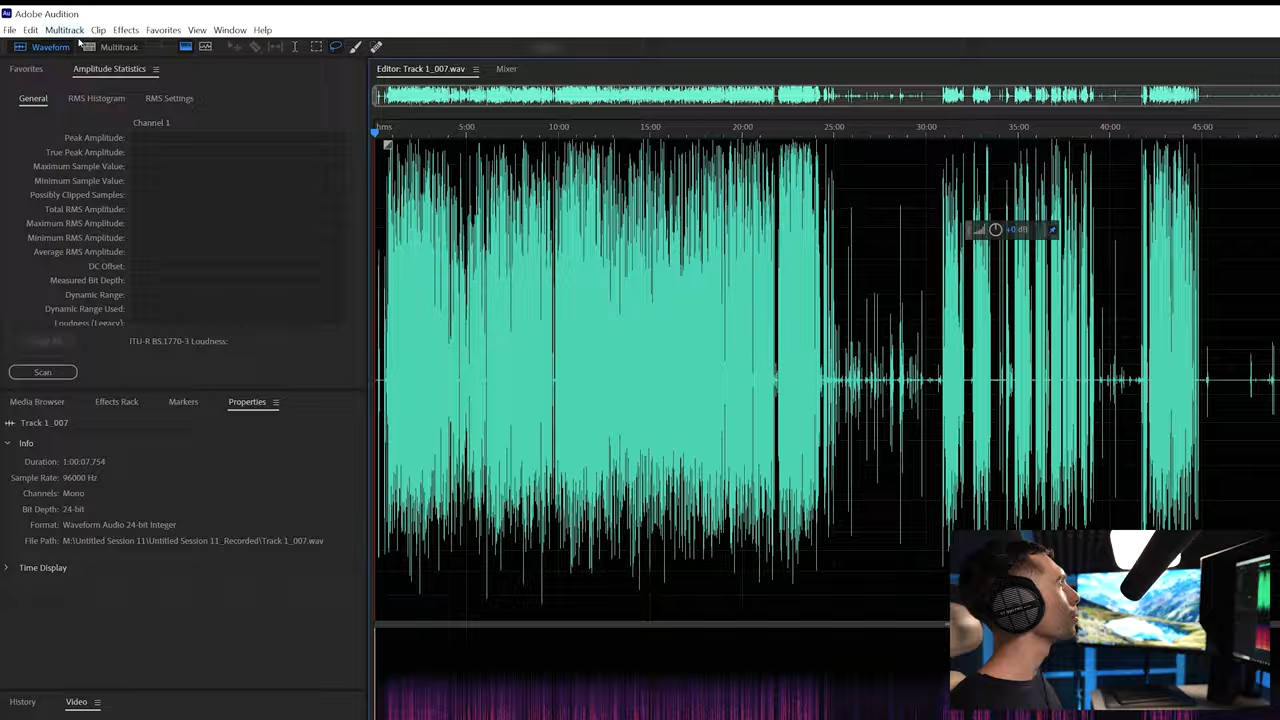 Au Adobe Audition
File Edit Multitrack Clip Effects Favorites View Window Help
Waveform Multitrack
Favorites Amplitude Statistics
General RMS Histogram RMS Settings
Channel 1
Peak Amplitude:
True Peak Amplitude:
Maximum Sample Value:
Minimum Sample Value:
Possibly Clipped Samples:
Total RMS Amplitude:
Maximum RMS Amplitude:
Minimum RMS Amplitude:
Average RMS Amplitude:
DC Offset:
Measured Bit Depth:
Dynamic Range:
Dynamic Range Used:
Loudness (Legacy):
ITU-R BS.1770-3 Loudness:
Scan
Media Browser Effects Rack Markers Properties
Track 1_007
Info
Duration: 1:00:07.754
Sample Rate: 96000 Hz
Channels: Mono
Bit Depth: 24-bit
Format: Waveform Audio 24-bit Integer
File Path: M:\Untitled Session 11\Untitled Session 11_Recorded\Track 1_007.wav
Time Display
History Video
Editor: Track 1_007.wav Mixer
hms 5:00 10:00 15:00 20:00 25:00 30:00 35:00 40:00 45:00
+0 dB